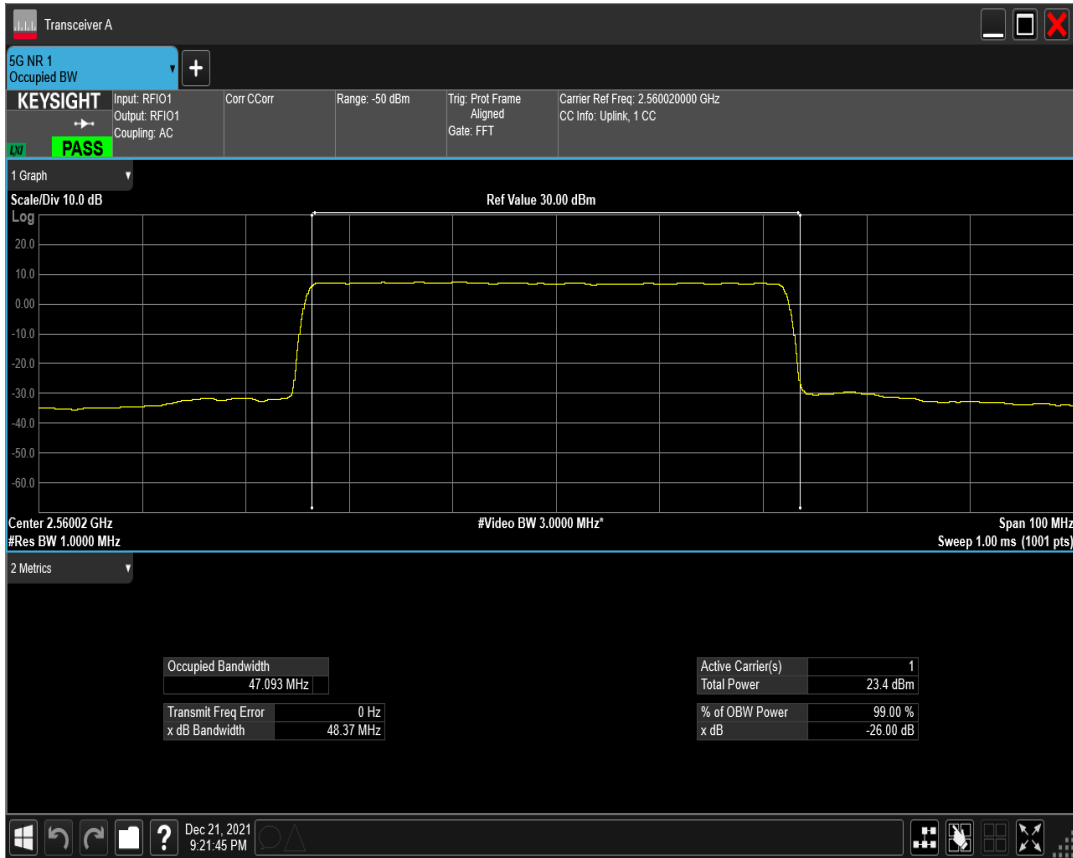 Transceiver A
5G NR 1
Occupied BW
KEYSIGHT
LXI
PASS
Input: RFIO1
Output: RFIO1
Coupling: AC
Corr CCorr
Range: -50 dBm
Trig: Prot Frame
Aligned
Gate: FFT
Carrier Ref Freq: 2.560020000 GHz
CC Info: Uplink, 1 CC
1 Graph
Scale/Div 10.0 dB
Ref Value 30.00 dBm
Log
20.0
10.0
0.00
-10.0
-20.0
-30.0
-40.0
-50.0
-60.0
Center 2.56002 GHz
#Video BW 3.0000 MHz*
Span 100 MHz
#Res BW 1.0000 MHz
Sweep 1.00 ms (1001 pts)
2 Metrics
Occupied Bandwidth
47.093 MHz
Transmit Freq Error 0 Hz
x dB Bandwidth 48.37 MHz
Active Carrier(s) 1
Total Power 23.4 dBm
% of OBW Power 99.00 %
x dB -26.00 dB
?
Dec 21, 2021
9:21:45 PM